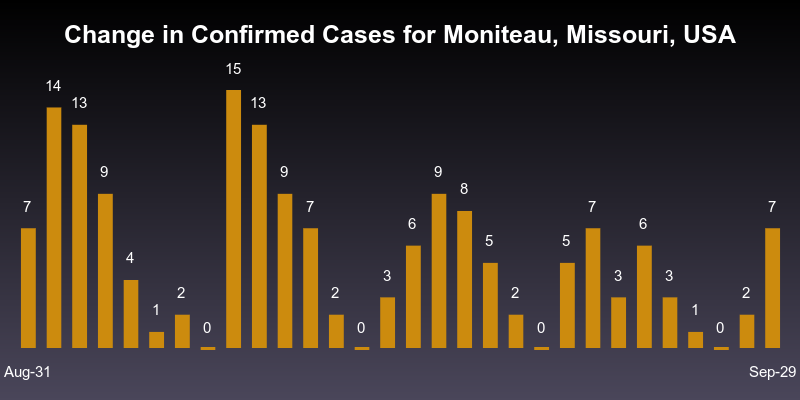 Change in Confirmed Cases for Moniteau, Missouri, USA
7 14 13 9 4 1 2 0 15 13 9 7 2 0 3 6 9 8 5 2 0 5 7 3 6 3 1 0 2 7
Aug-31 Sep-29